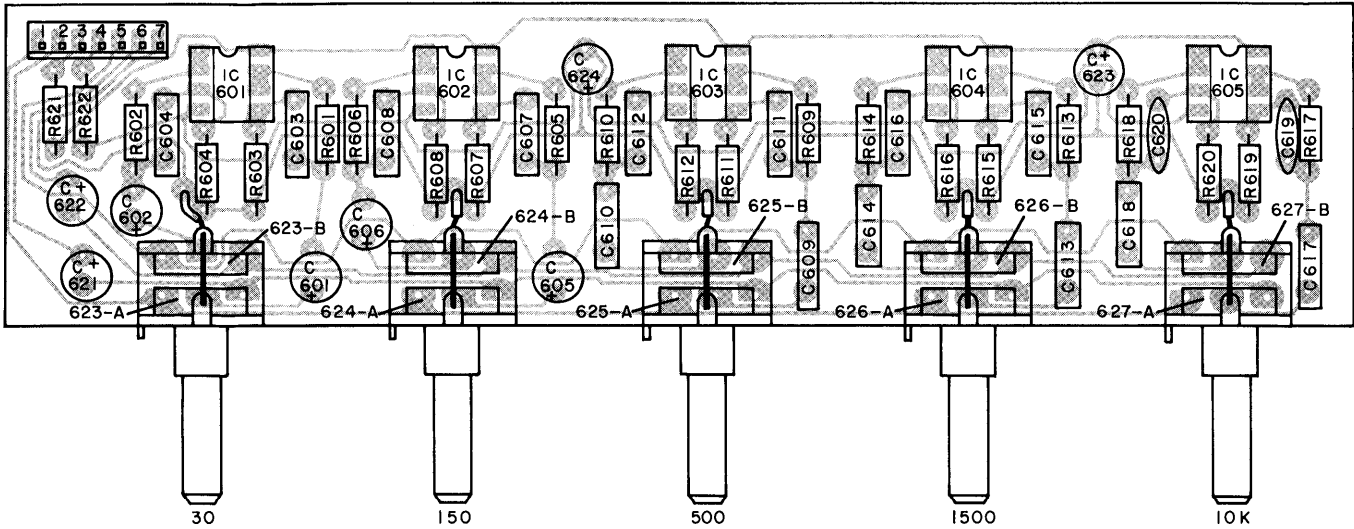 1 2 3 4 5 6 7
R621
R622
R602
C604
IC 601
R604
R603
C603
R601
R606
C608
IC 602
R608
R607
C607
R605
C 624 +
R610
C612
IC 603
R612
R611
C611
R609
R614
C616
IC 604
R616
R615
C615
R613
C+ 623
R618
C620
IC 605
R620
R619
C619
R617
C+ 622
C 602 +
C+ 621
623-B
623-A
C 601 +
C 606 +
624-B
624-A
C 605 +
C610
625-B
625-A
C609
C614
626-B
626-A
C613
C618
627-B
627-A
C617
30
150
500
1500
10K